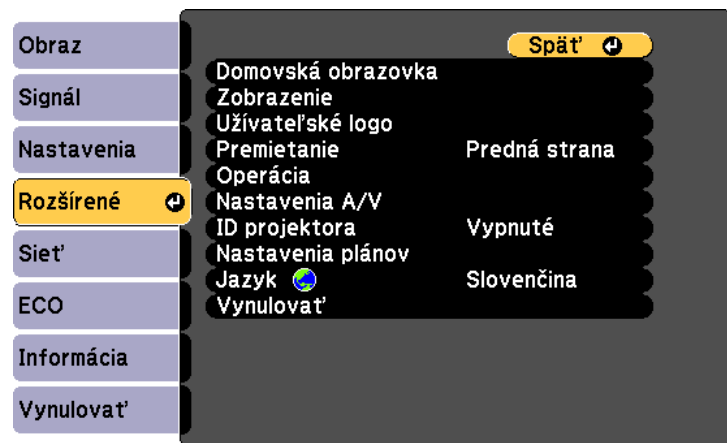 Obraz
Signál
Nastavenia
Rozšírené
Sieť
ECO
Informácia
Vynulovať
Späť
Domovská obrazovka
Zobrazenie
Užívateľské logo
Premietanie Predná strana
Operácia
Nastavenia A/V
ID projektora Vypnuté
Nastavenia plánov
Jazyk Slovenčina
Vynulovať